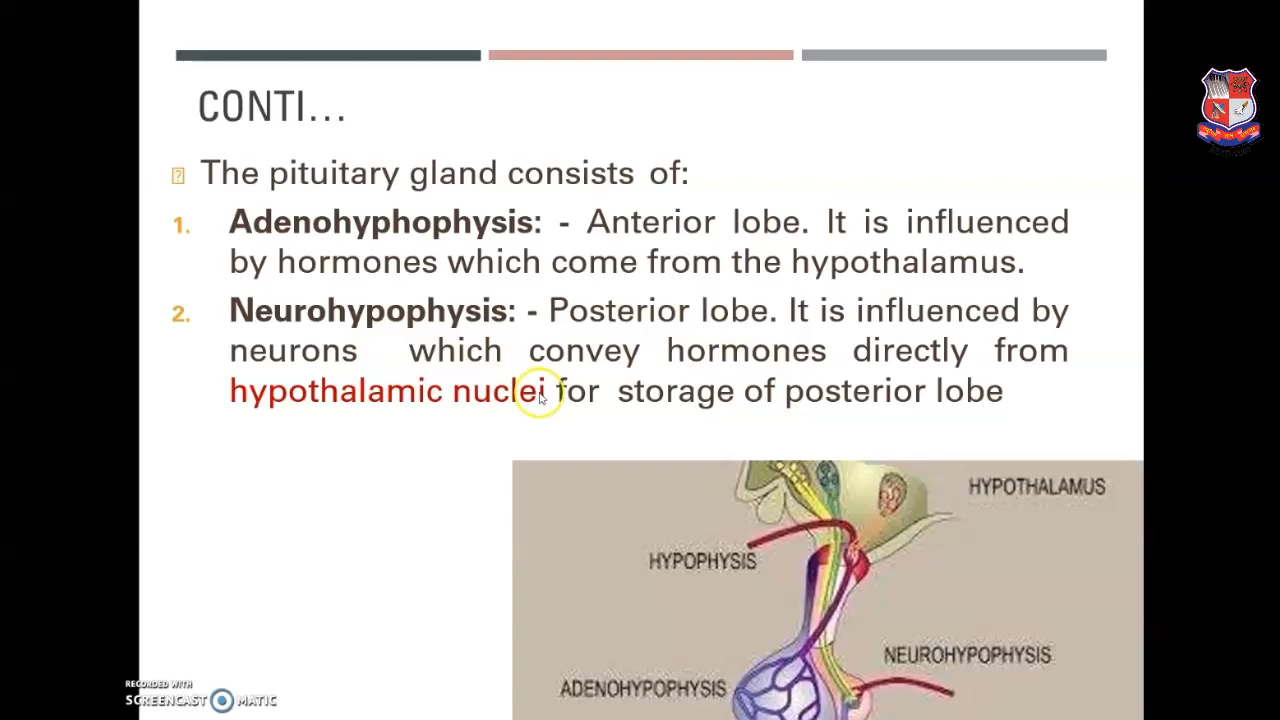 CONTI...
The pituitary gland consists of:
1. Adenohyphophysis: - Anterior lobe. It is influenced
by hormones which come from the hypothalamus.
2. Neurohypophysis: - Posterior lobe. It is influenced by
neurons which convey hormones directly from
hypothalamic nuclei for storage of posterior lobe
HYPOTHALAMUS
HYPOPHYSIS
NEUROHYPOPHYSIS
ADENOHYPOPHYSIS
RECORDED WITH
SCREENCAST MATIC